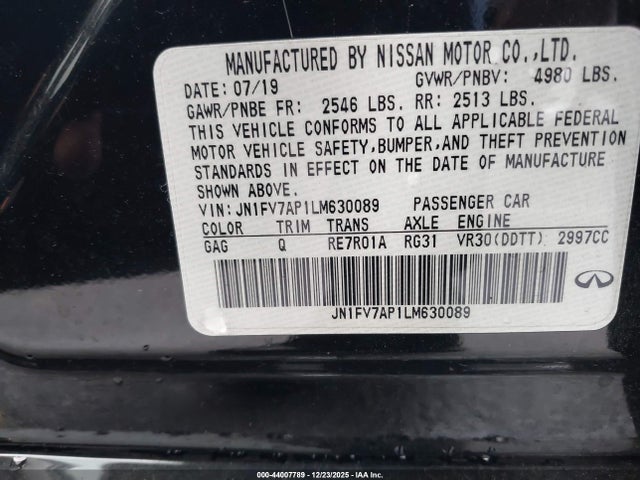 MANUFACTURED BY NISSAN MOTOR CO.,LTD.
DATE: 07/19 GVWR/PNBV: 4980 LBS.
GAWR/PNBE FR: 2546 LBS. RR: 2513 LBS.
THIS VEHICLE CONFORMS TO ALL APPLICABLE FEDERAL
MOTOR VEHICLE SAFETY,BUMPER,AND THEFT PREVENTION
STANDARDS IN EFFECT ON THE DATE OF MANUFACTURE
SHOWN ABOVE.
VIN: JN1FV7AP1LM630089 PASSENGER CAR
COLOR TRIM TRANS AXLE ENGINE
GAG Q RE7R01A RG31 VR30(DDTT) 2997CC
JN1FV7AP1LM630089
000-44007789 - 12/23/2025 - IAA Inc.